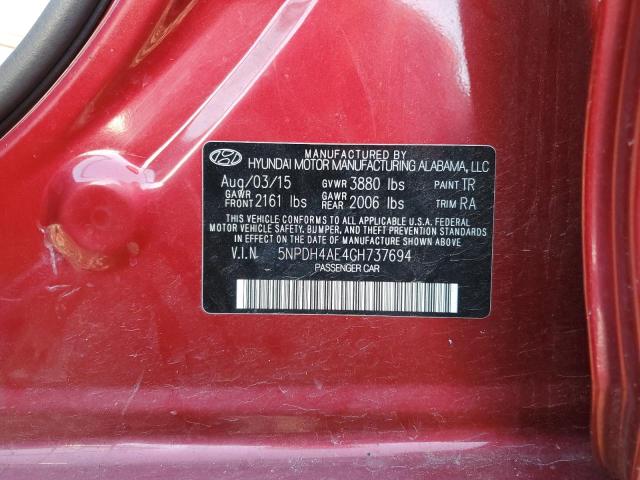 MANUFACTURED BY
HYUNDAI MOTOR MANUFACTURING ALABAMA, LLC
Aug/03/15 GVWR 3880 lbs PAINT TR
GAWR FRONT 2161 lbs GAWR REAR 2006 lbs TRIM RA
THIS VEHICLE CONFORMS TO ALL APPLICABLE U.S.A. FEDERAL
MOTOR VEHICLE SAFETY, BUMPER, AND THEFT PREVENTION STANDARDS
IN EFFECT ON THE DATE OF MANUFACTURE SHOWN ABOVE.
V.I.N 5NPDH4AE4GH737694
PASSENGER CAR